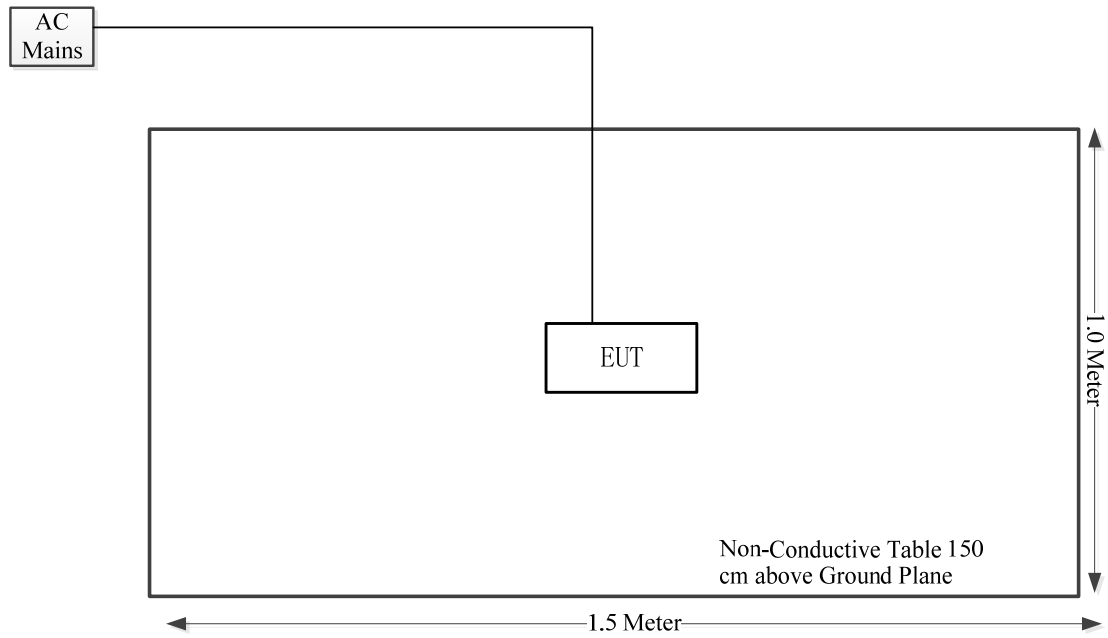 AC
Mains
EUT
1.0 Meter
Non-Conductive Table 150
cm above Ground Plane
1.5 Meter